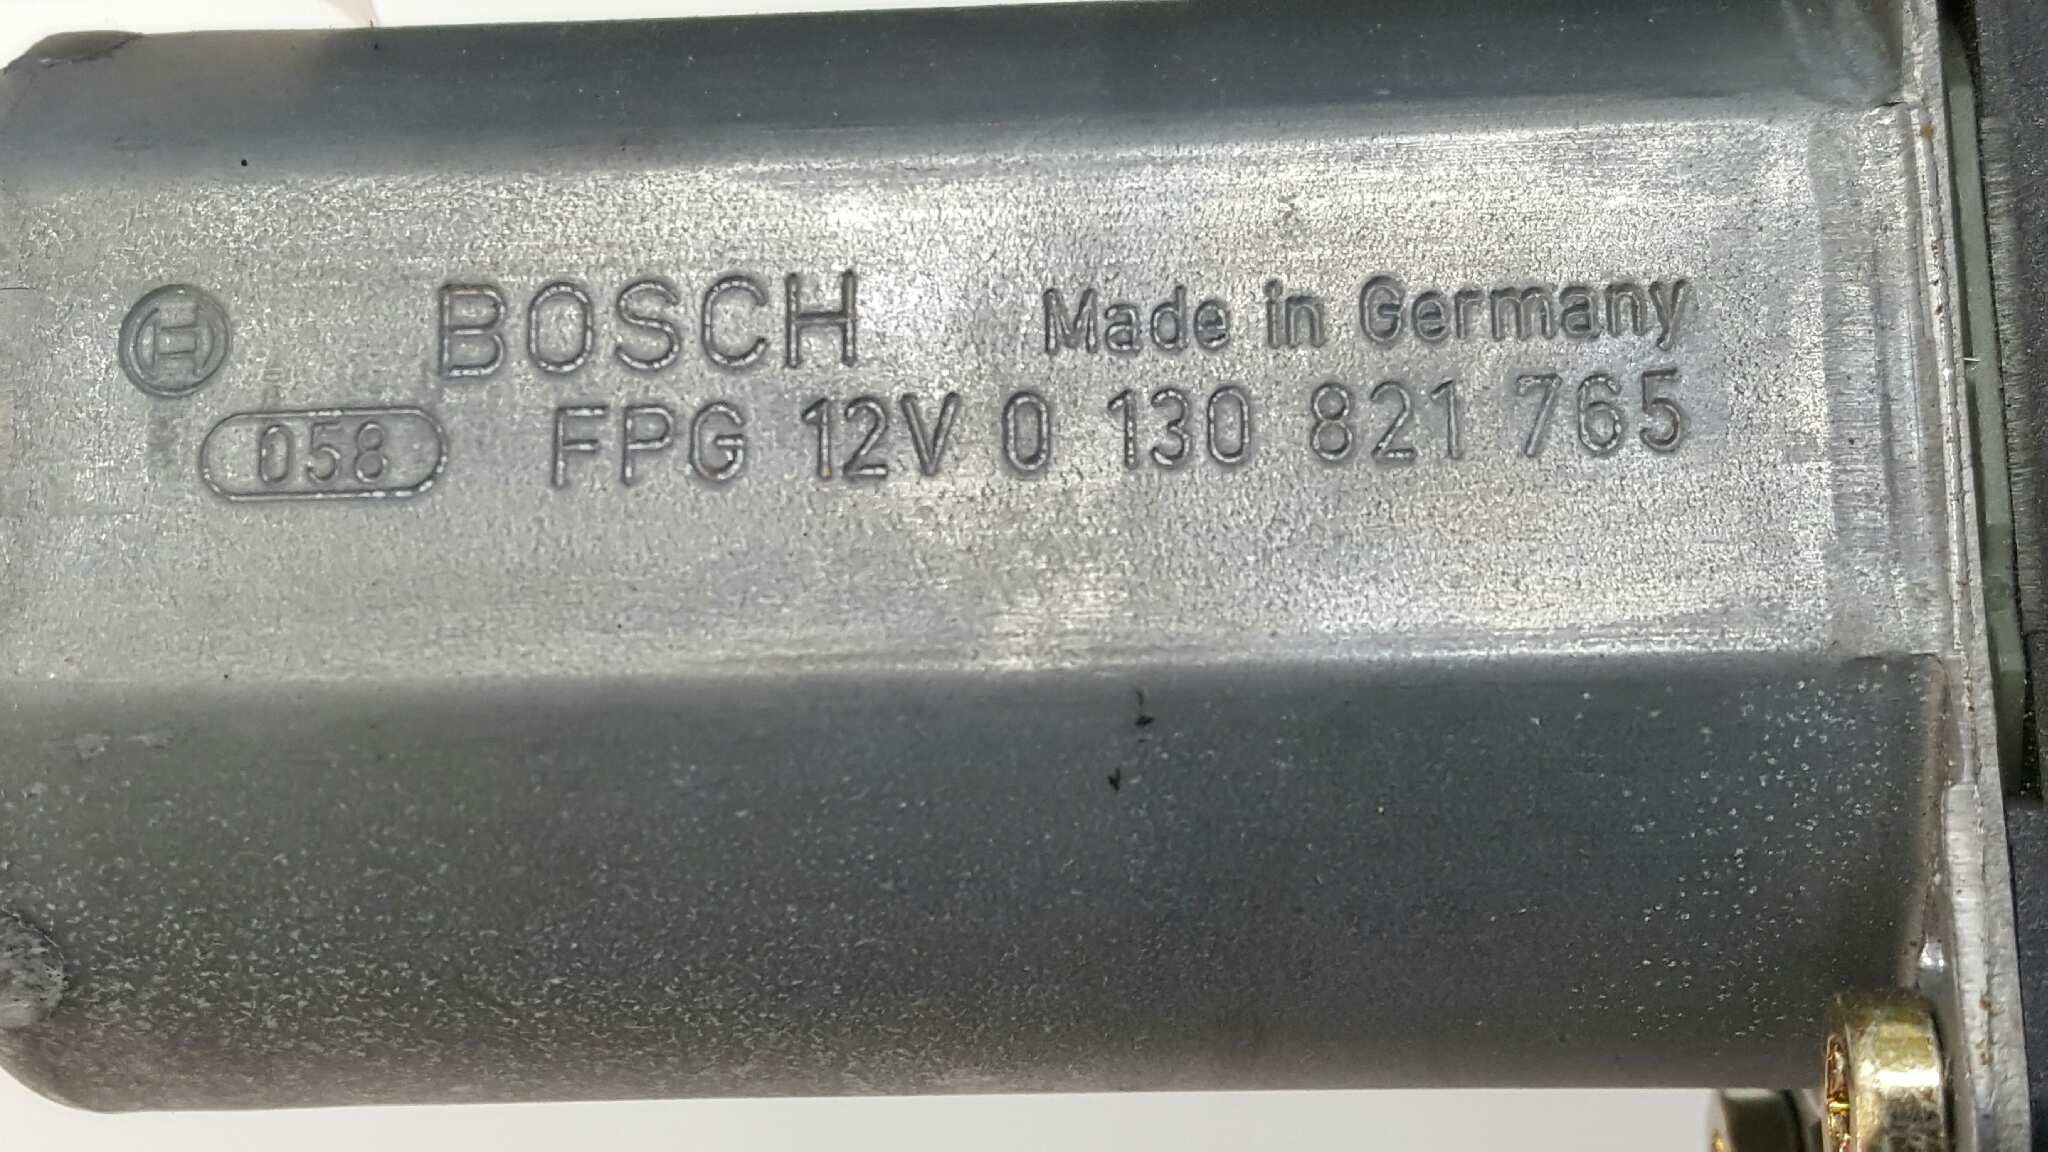 BOSCH Made in Germany
058 FPG 12V 0 130 821 765